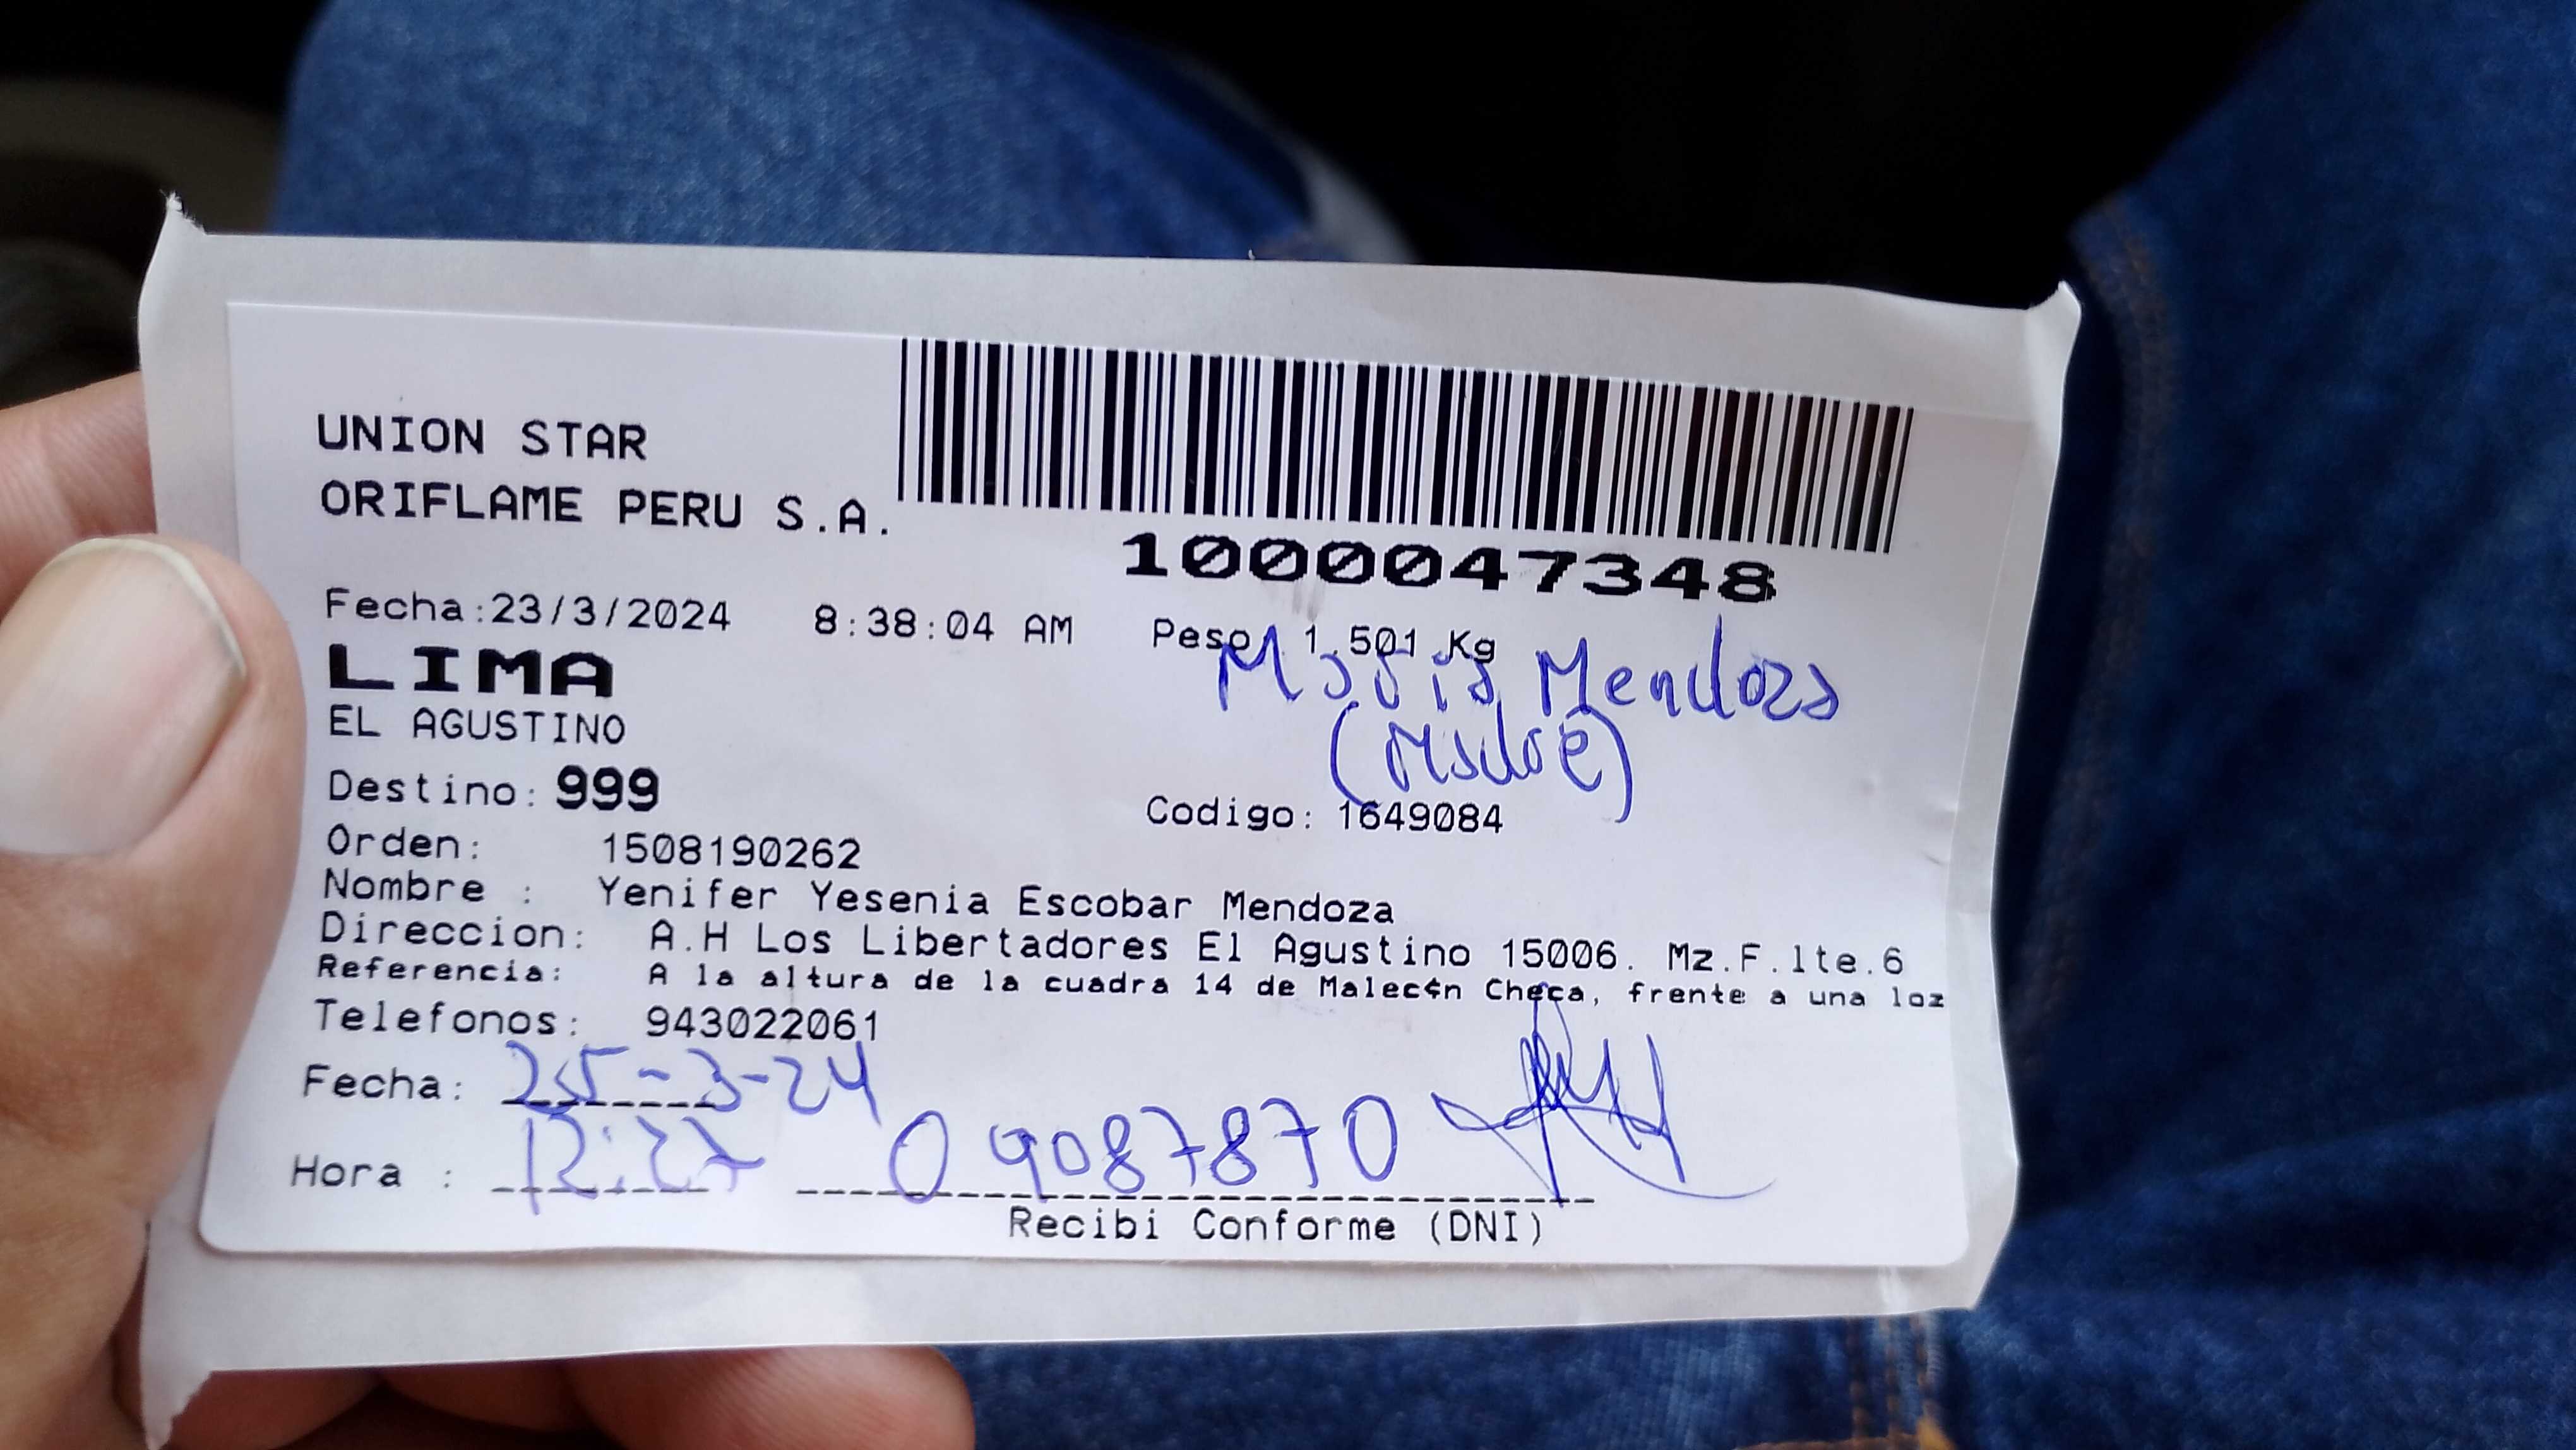 UNION STAR
ORIFLAME PERU S.A.
1000047348
Fecha:23/3/2024 8:38:04 AM Peso 1.501 Kg
LIMA
Maria Mendoza
EL AGUSTINO
(Madre)
Destino: 999
Codigo: 1649084
Orden: 1508190262
Nombre : Yenifer Yesenia Escobar Mendoza
Direccion: A.H Los Libertadores El Agustino 15006. Mz.F.lte.6
Referencia: A la altura de la cuadra 14 de Malec¢n Checa, frente a una loz
Telefonos: 943022061
Fecha: 25-3-24
Hora : 12:27 09087870
Recibi Conforme (DNI)